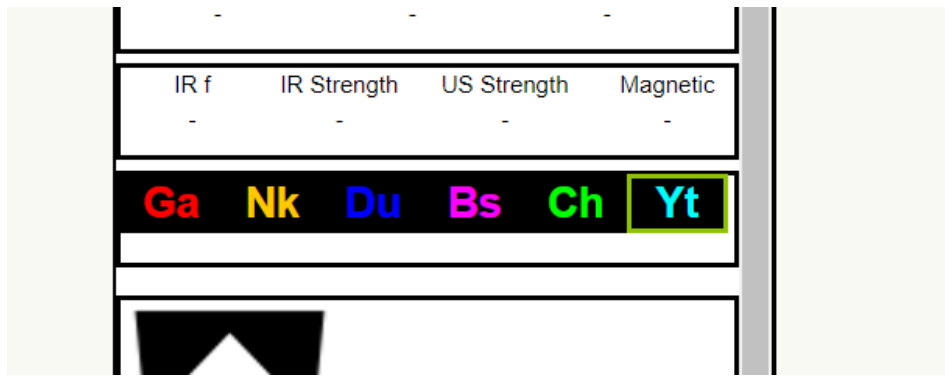 - - -
IR f IR Strength US Strength Magnetic
- - - -
Ga Nk Du Bs Ch Yt